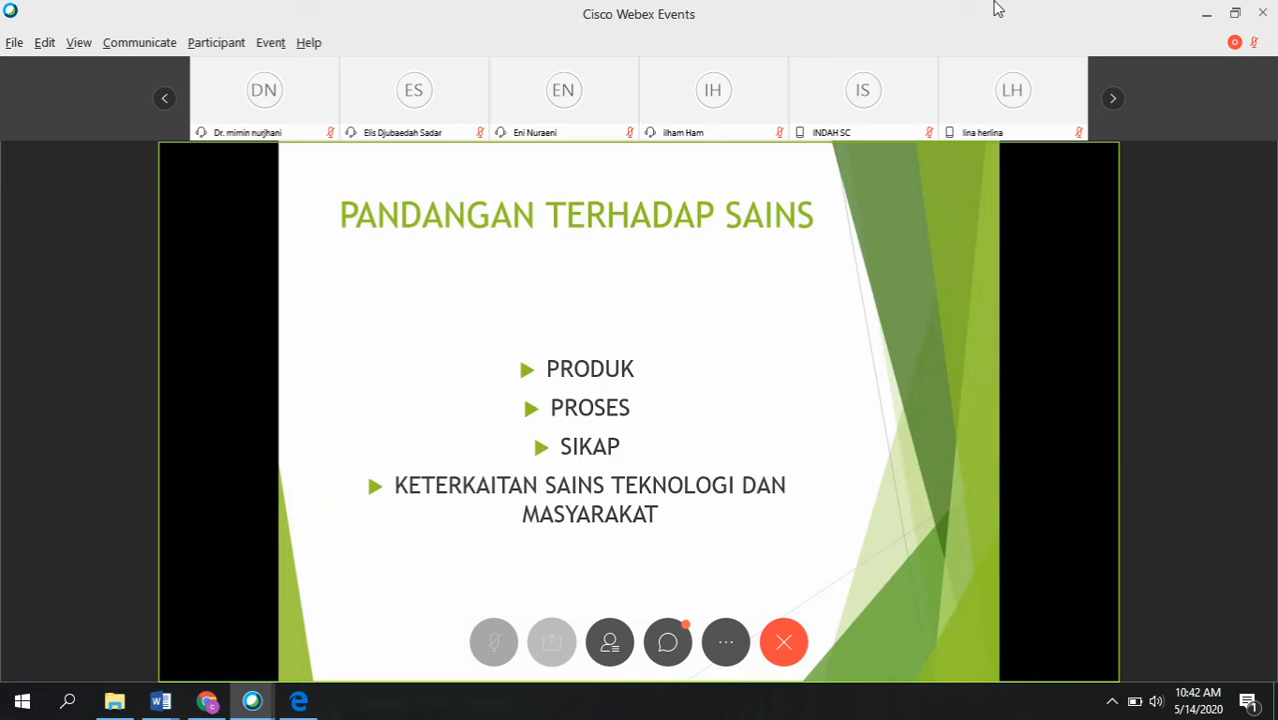 Cisco Webex Events
File Edit View Communicate Participant Event Help
DN ES EN IH IS LH
Dr. mimin nurjhani Elis Djubaedah Sadar Eni Nuraeni ilham Ham INDAH SC lina herlina
PANDANGAN TERHADAP SAINS
PRODUK
PROSES
SIKAP
KETERKAITAN SAINS TEKNOLOGI DAN
MASYARAKAT
10:42 AM
5/14/2020
1